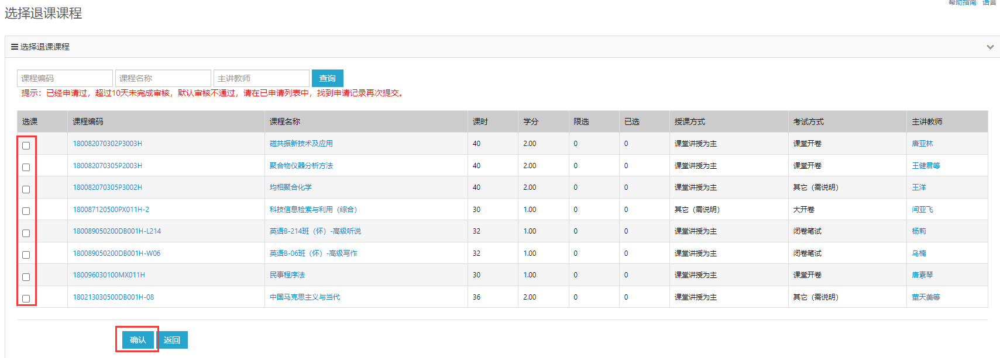 帮助指南 语言
选择退课课程
选择退课课程
课程编码 课程名称 主讲教师 查询
提示：已经申请过，超过10天未完成审核，默认审核不通过，请在已申请列表中，找到申请记录再次提交。
选课 课程编码 课程名称 课时 学分 限选 已选 授课方式 考试方式 主讲教师
180082070302P3003H 磁共振新技术及应用 40 2.00 0 0 课堂讲授为主 课堂开卷 唐亚林
180082070305P2003H 聚合物仪器分析方法 40 2.00 0 0 课堂讲授为主 课堂开卷 王健君等
180082070305P3002H 均相聚合化学 40 2.00 0 0 课堂讲授为主 其它（需说明） 王洋
180087120500PX011H-2 科技信息检索与利用（综合） 30 1.00 0 0 其它（需说明） 大开卷 闫亚飞
180089050200DB001H-L214 英语B-214班（怀）-高级听说 32 1.00 0 0 课堂讲授为主 闭卷笔试 杨莉
180089050200DB001H-W06 英语B-06班（怀）-高级写作 32 1.00 0 0 课堂讲授为主 闭卷笔试 乌楠
180096030100MX011H 民事程序法 30 1.00 0 0 课堂讲授为主 课堂开卷 唐素琴
180213030500DB001H-08 中国马克思主义与当代 36 2.00 0 0 课堂讲授为主 其它（需说明） 董天美等
确认 返回